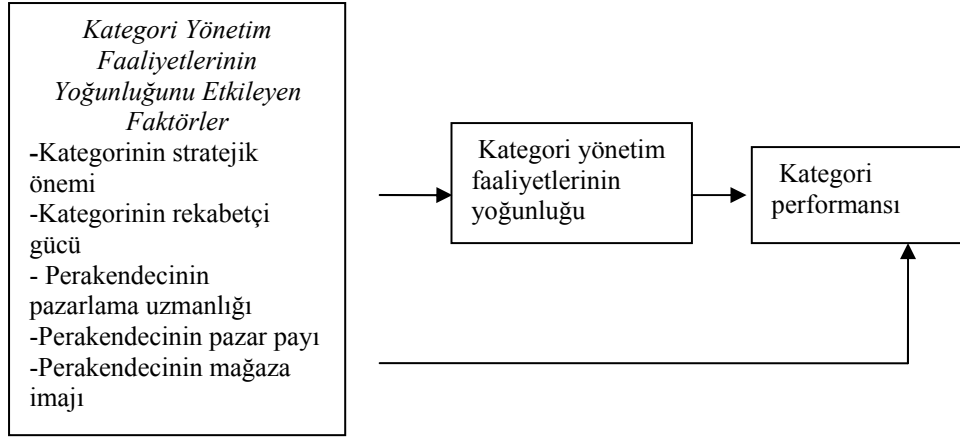 Kategori Yönetim
Faaliyetlerinin
Yoğunluğunu Etkileyen
Faktörler
-Kategorinin stratejik
önemi
-Kategorinin rekabetçi
gücü
- Perakendecinin
pazarlama uzmanlığı
-Perakendecinin pazar payı
-Perakendecinin mağaza
imajı
Kategori yönetim
faaliyetlerinin
yoğunluğu
Kategori
performansı